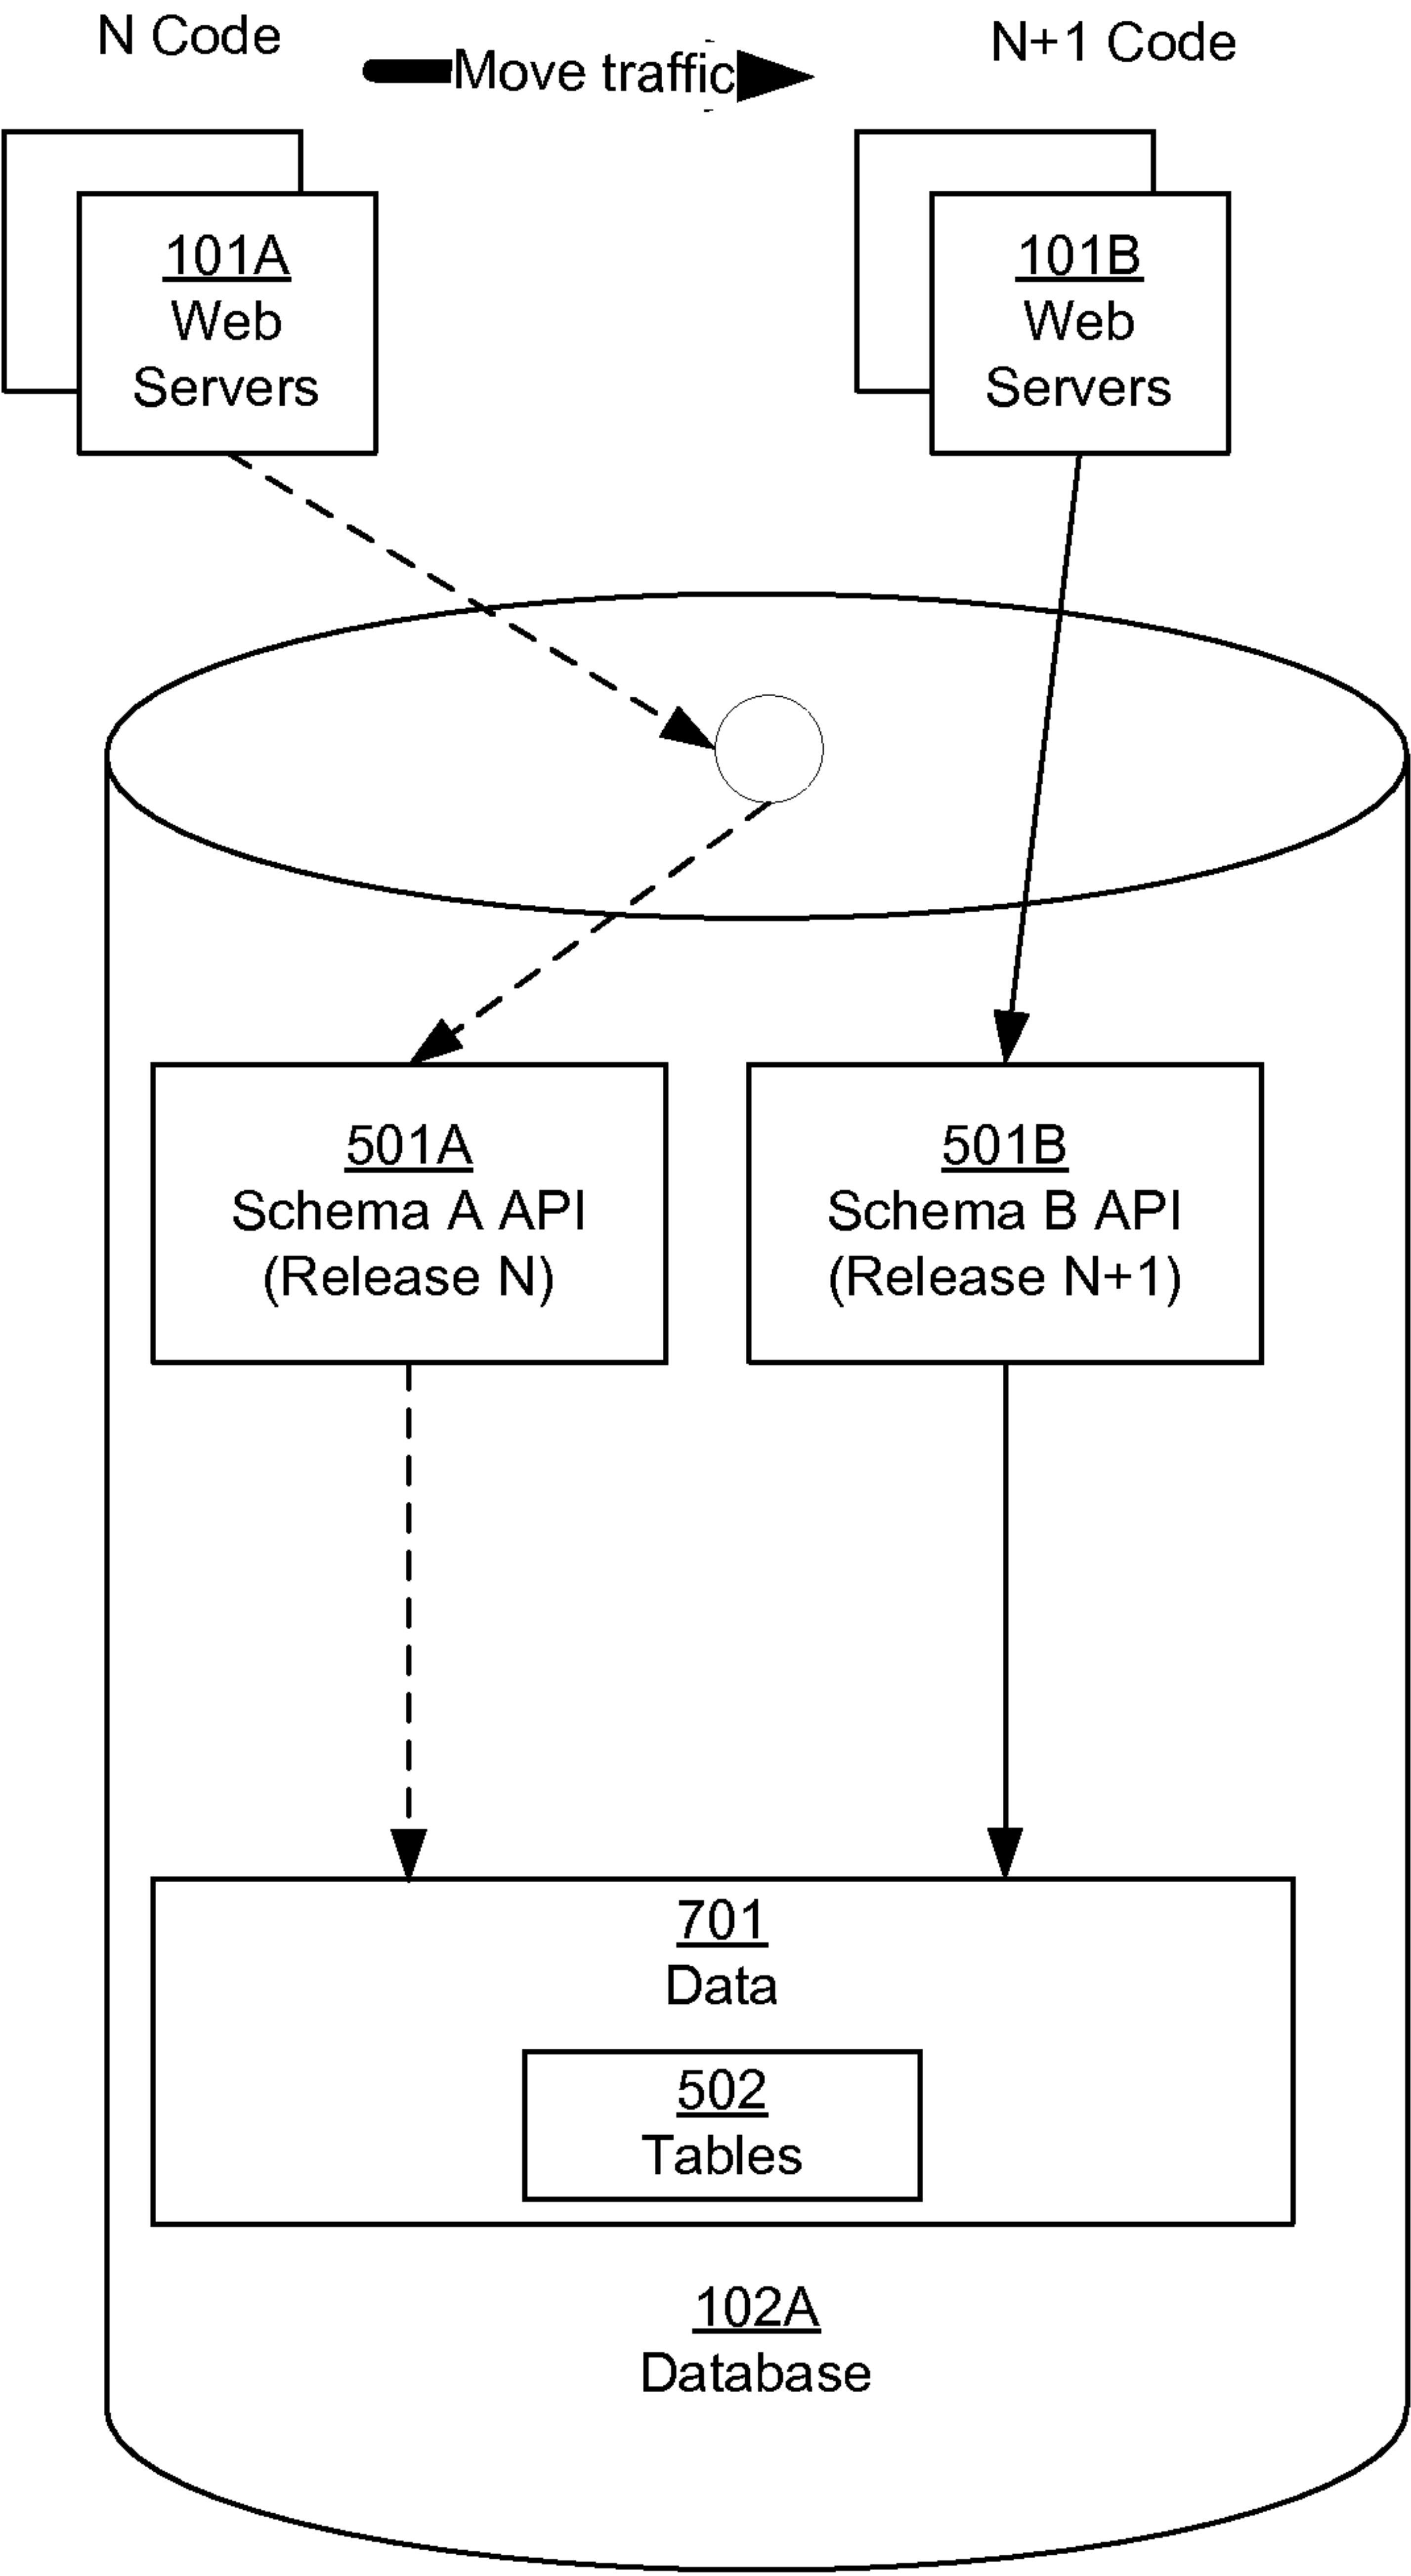 N Code
Move traffic
N+1 Code
101A
Web
Servers
101B
Web
Servers
501A
Schema A API
(Release N)
501B
Schema B API
(Release N+1)
701
Data
502
Tables
102A
Database